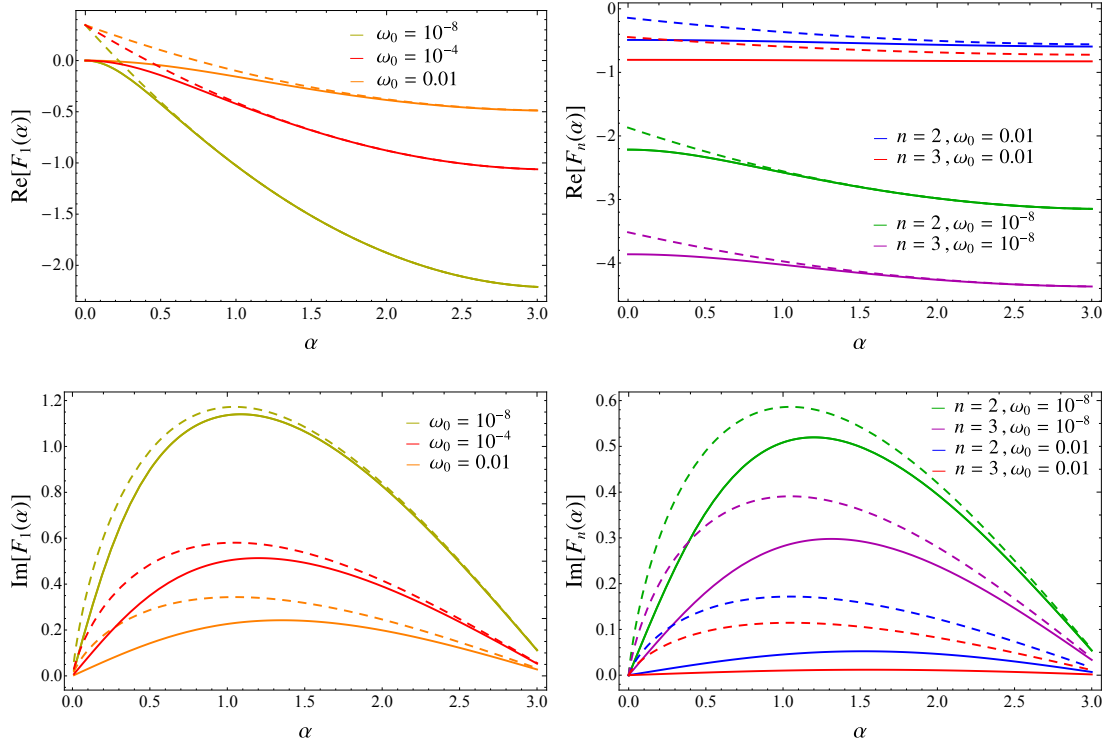 0.0
-0.5
-1.0
-1.5
-2.0
Re[F₁(α)]
ω₀ = 10⁻⁸
ω₀ = 10⁻⁴
ω₀ = 0.01
0.0 0.5 1.0 1.5 2.0 2.5 3.0
α
0
-1
-2
-3
-4
Re[Fₙ(α)]
n = 2 , ω₀ = 0.01
n = 3 , ω₀ = 0.01
n = 2 , ω₀ = 10⁻⁸
n = 3 , ω₀ = 10⁻⁸
0.0 0.5 1.0 1.5 2.0 2.5 3.0
α
1.2
1.0
0.8
0.6
0.4
0.2
0.0
Im[F₁(α)]
ω₀ = 10⁻⁸
ω₀ = 10⁻⁴
ω₀ = 0.01
0.0 0.5 1.0 1.5 2.0 2.5 3.0
α
0.6
0.5
0.4
0.3
0.2
0.1
0.0
Im[Fₙ(α)]
n = 2 , ω₀ = 10⁻⁸
n = 3 , ω₀ = 10⁻⁸
n = 2 , ω₀ = 0.01
n = 3 , ω₀ = 0.01
0.0 0.5 1.0 1.5 2.0 2.5 3.0
α